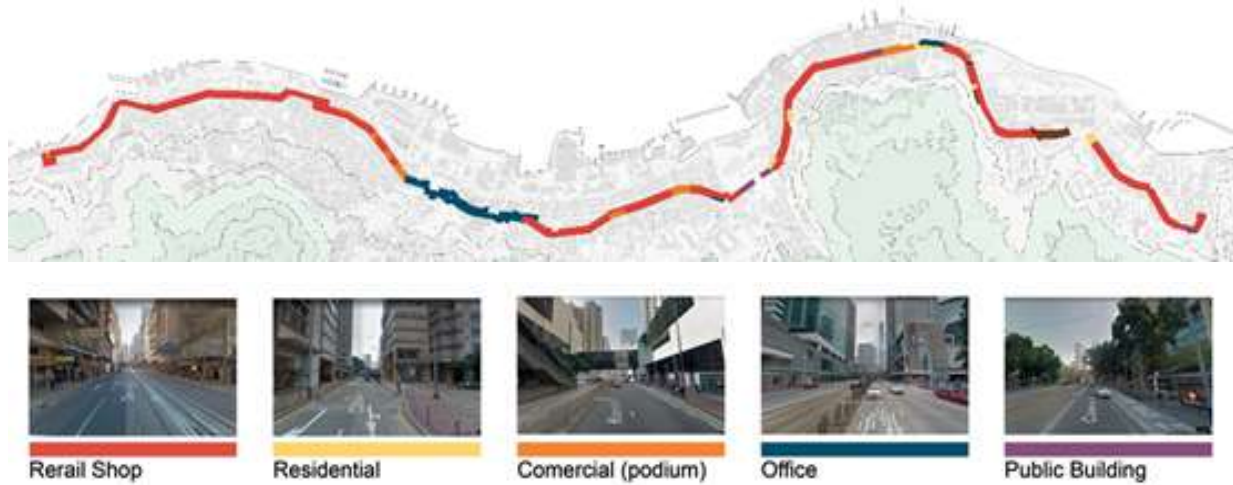 Rerail Shop
Residential
Comercial (podium)
Office
Public Building